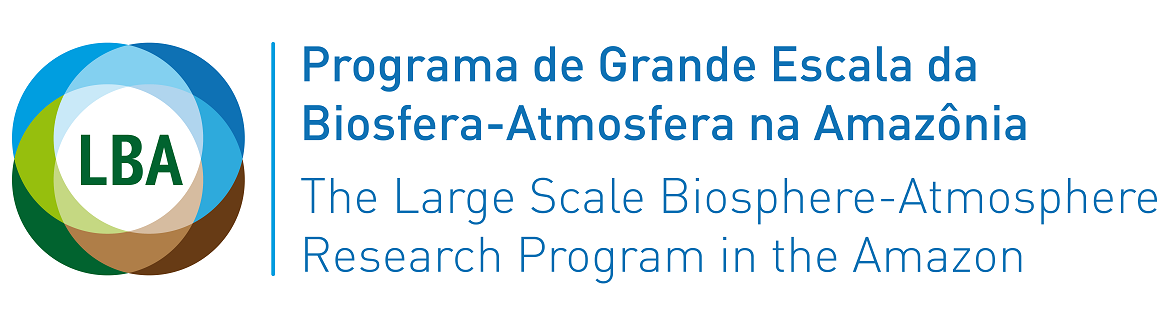 LBA
Programa de Grande Escala da
Biosfera-Atmosfera na Amazônia
The Large Scale Biosphere-Atmosphere
Research Program in the Amazon